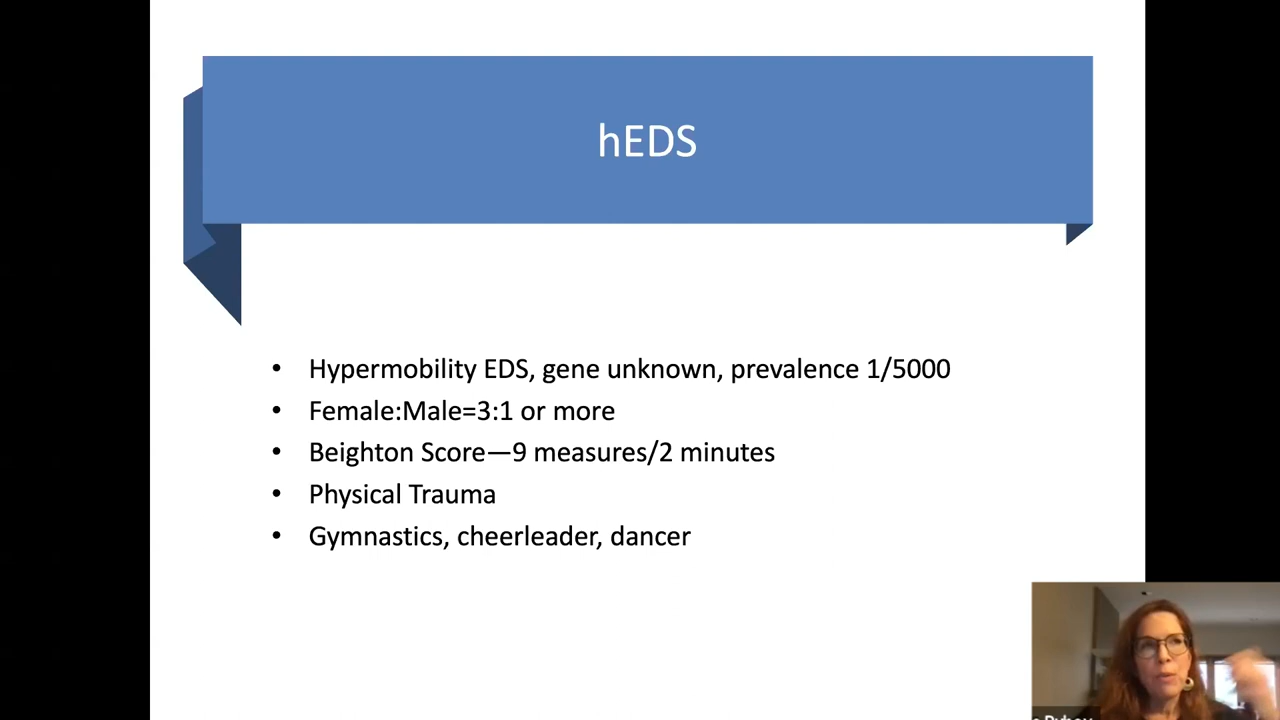 hEDS
• Hypermobility EDS, gene unknown, prevalence 1/5000
• Female:Male=3:1 or more
• Beighton Score—9 measures/2 minutes
• Physical Trauma
• Gymnastics, cheerleader, dancer